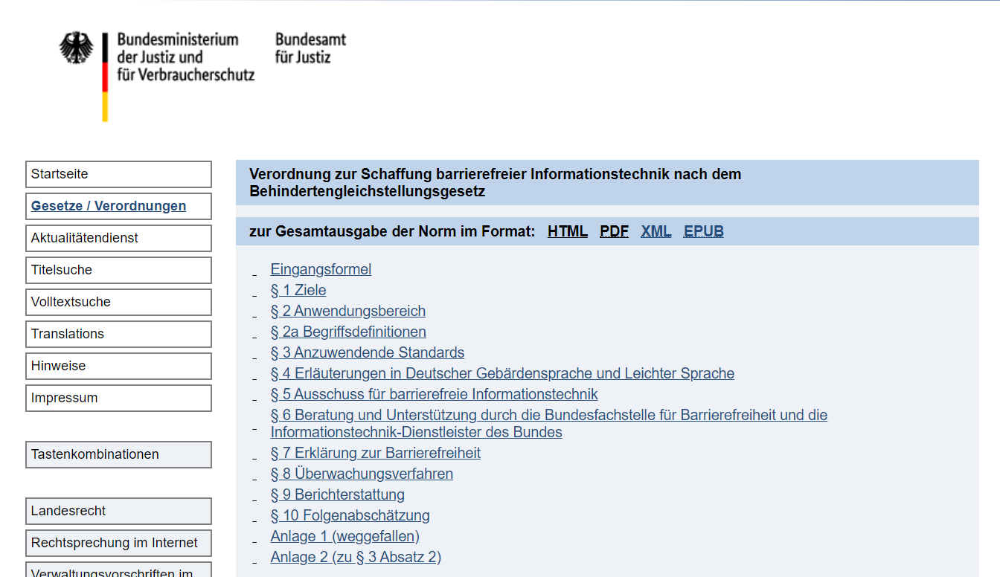 Bundesministerium
der Justiz und
für Verbraucherschutz
Bundesamt
für Justiz
Startseite
Gesetze / Verordnungen
Aktualitätendienst
Titelsuche
Volltextsuche
Translations
Hinweise
Impressum
Tastenkombinationen
Landesrecht
Rechtsprechung im Internet
Verwaltungsvorschriften im
Verordnung zur Schaffung barrierefreier Informationstechnik nach dem
Behindertengleichstellungsgesetz
zur Gesamtausgabe der Norm im Format: HTML PDF XML EPUB
Eingangsformel
§ 1 Ziele
§ 2 Anwendungsbereich
§ 2a Begriffsdefinitionen
§ 3 Anzuwendende Standards
§ 4 Erläuterungen in Deutscher Gebärdensprache und Leichter Sprache
§ 5 Ausschuss für barrierefreie Informationstechnik
§ 6 Beratung und Unterstützung durch die Bundesfachstelle für Barrierefreiheit und die
Informationstechnik-Dienstleister des Bundes
§ 7 Erklärung zur Barrierefreiheit
§ 8 Überwachungsverfahren
§ 9 Berichterstattung
§ 10 Folgenabschätzung
Anlage 1 (weggefallen)
Anlage 2 (zu § 3 Absatz 2)